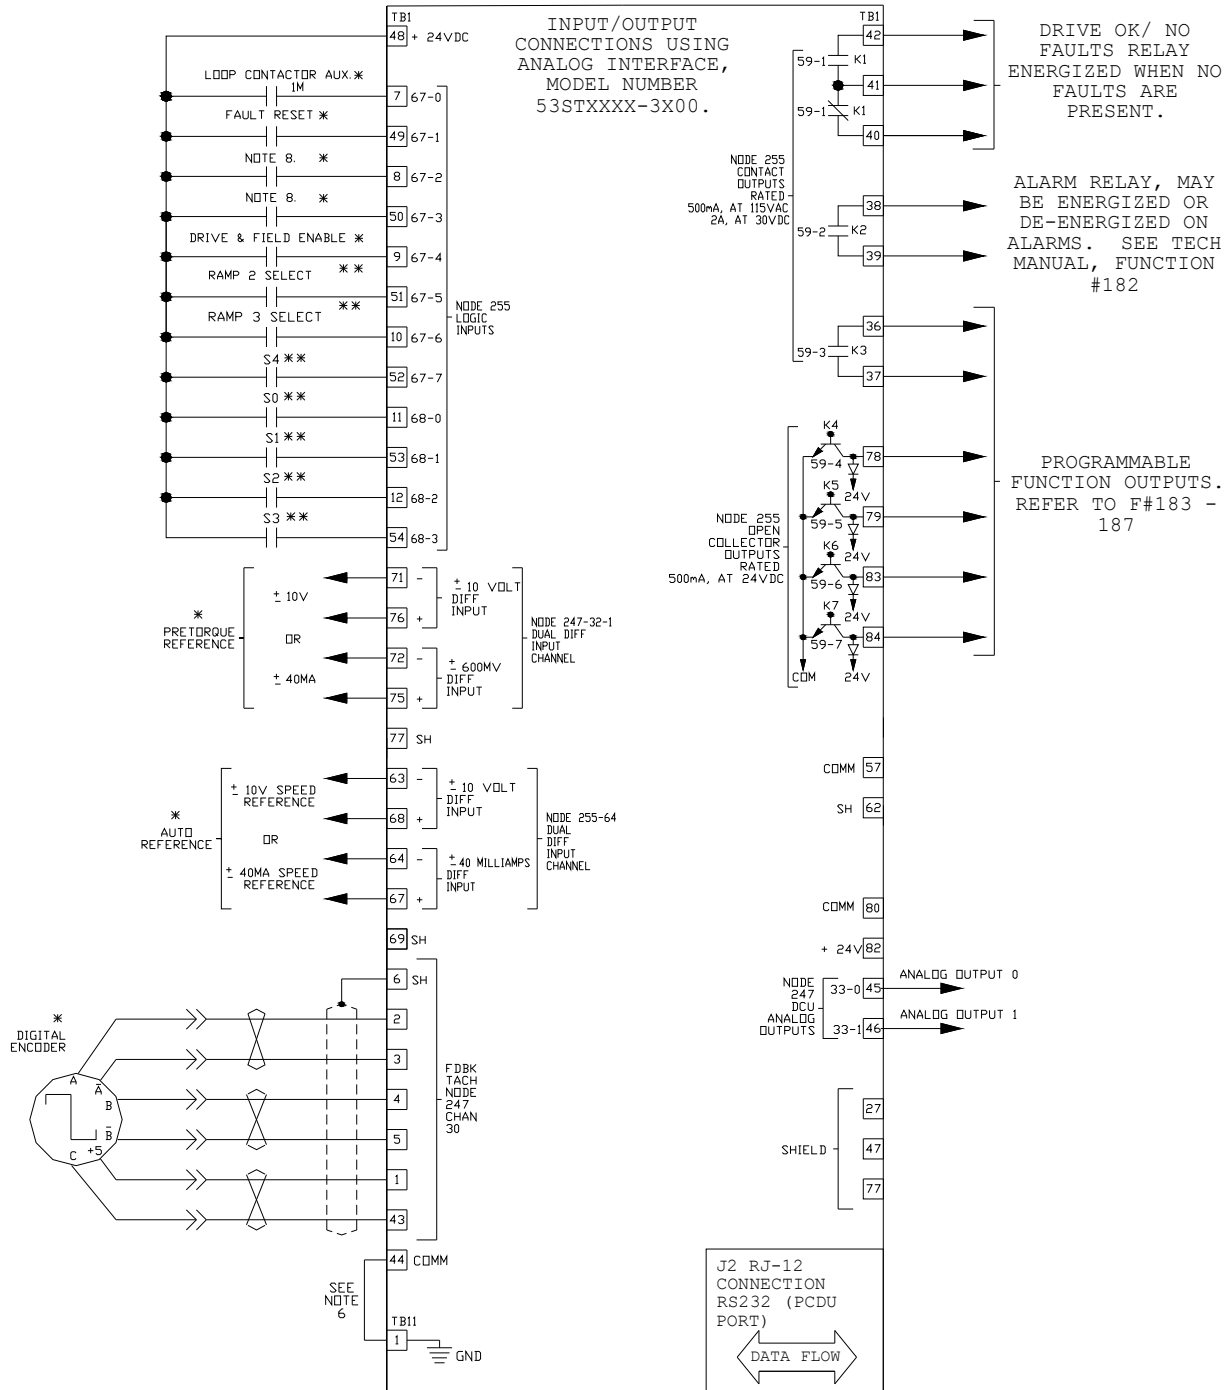 INPUT/OUTPUT
CONNECTIONS USING
ANALOG INTERFACE,
MODEL NUMBER
53STXXXX-3X00.
TB1
48 + 24VDC
LOOP CONTACTOR AUX.*
1M
7 67-0
FAULT RESET *
49 67-1
NOTE 8. *
8 67-2
NOTE 8. *
50 67-3
DRIVE & FIELD ENABLE *
9 67-4
RAMP 2 SELECT **
51 67-5
RAMP 3 SELECT **
10 67-6
S4 **
52 67-7
S0 **
11 68-0
S1 **
53 68-1
S2 **
12 68-2
S3 **
54 68-3
NODE 255
LOGIC
INPUTS
*
PRETORQUE
REFERENCE
± 10V
OR
± 40MA
71 -
76 +
± 10 VOLT
DIFF
INPUT
72 -
75 +
± 600MV
DIFF
INPUT
NODE 247-32-1
DUAL DIFF
INPUT
CHANNEL
77 SH
*
AUTO
REFERENCE
± 10V SPEED
REFERENCE
OR
± 40MA SPEED
REFERENCE
63 -
68 +
± 10 VOLT
DIFF
INPUT
64 -
67 +
± 40 MILLIAMPS
DIFF
INPUT
NODE 255-64
DUAL
DIFF
INPUT
CHANNEL
69 SH
6 SH
*
DIGITAL
ENCODER
A
A̅
B
B̅
+5
C
2
3
4
5
1
43
FDBK
TACH
NODE
247
CHAN
30
44 COMM
SEE
NOTE
6
TB11
1
GND
TB1
42
59-1 K1
41
59-1 K1
40
DRIVE OK/ NO
FAULTS RELAY
ENERGIZED WHEN NO
FAULTS ARE
PRESENT.
NODE 255
CONTACT
OUTPUTS
RATED
500mA, AT 115VAC
2A, AT 30VDC
38
59-2 K2
39
ALARM RELAY, MAY
BE ENERGIZED OR
DE-ENERGIZED ON
ALARMS. SEE TECH
MANUAL, FUNCTION
#182
36
59-3 K3
37
NODE 255
OPEN
COLLECTOR
OUTPUTS
RATED
500mA, AT 24VDC
K4
59-4
78
24V
K5
59-5
79
24V
K6
59-6
83
24V
K7
59-7
84
COM
24V
PROGRAMMABLE
FUNCTION OUTPUTS.
REFER TO F#183 -
187
COMM 57
SH 62
COMM 80
+ 24V 82
NODE
247
DCU
ANALOG
OUTPUTS
33-0 45
ANALOG OUTPUT 0
33-1 46
ANALOG OUTPUT 1
SHIELD
27
47
77
J2 RJ-12
CONNECTION
RS232 (PCDU
PORT)
DATA FLOW